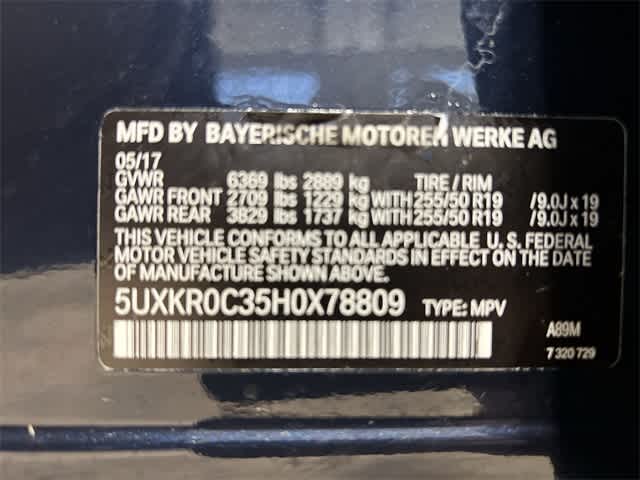 MFD BY BAYERISCHE MOTOREN WERKE AG
05/17
GVWR 6369 lbs 2889 kg TIRE / RIM
GAWR FRONT 2709 lbs 1229 kg WITH 255/50 R19 /9.0J x 19
GAWR REAR 3829 lbs 1737 kg WITH 255/50 R19 /9.0J x 19
THIS VEHICLE CONFORMS TO ALL APPLICABLE U. S. FEDERAL
MOTOR VEHICLE SAFETY STANDARDS IN EFFECT ON THE DATE
OF MANUFACTURE SHOWN ABOVE.
5UXKR0C35H0X78809 TYPE: MPV
A89M
7 320 729